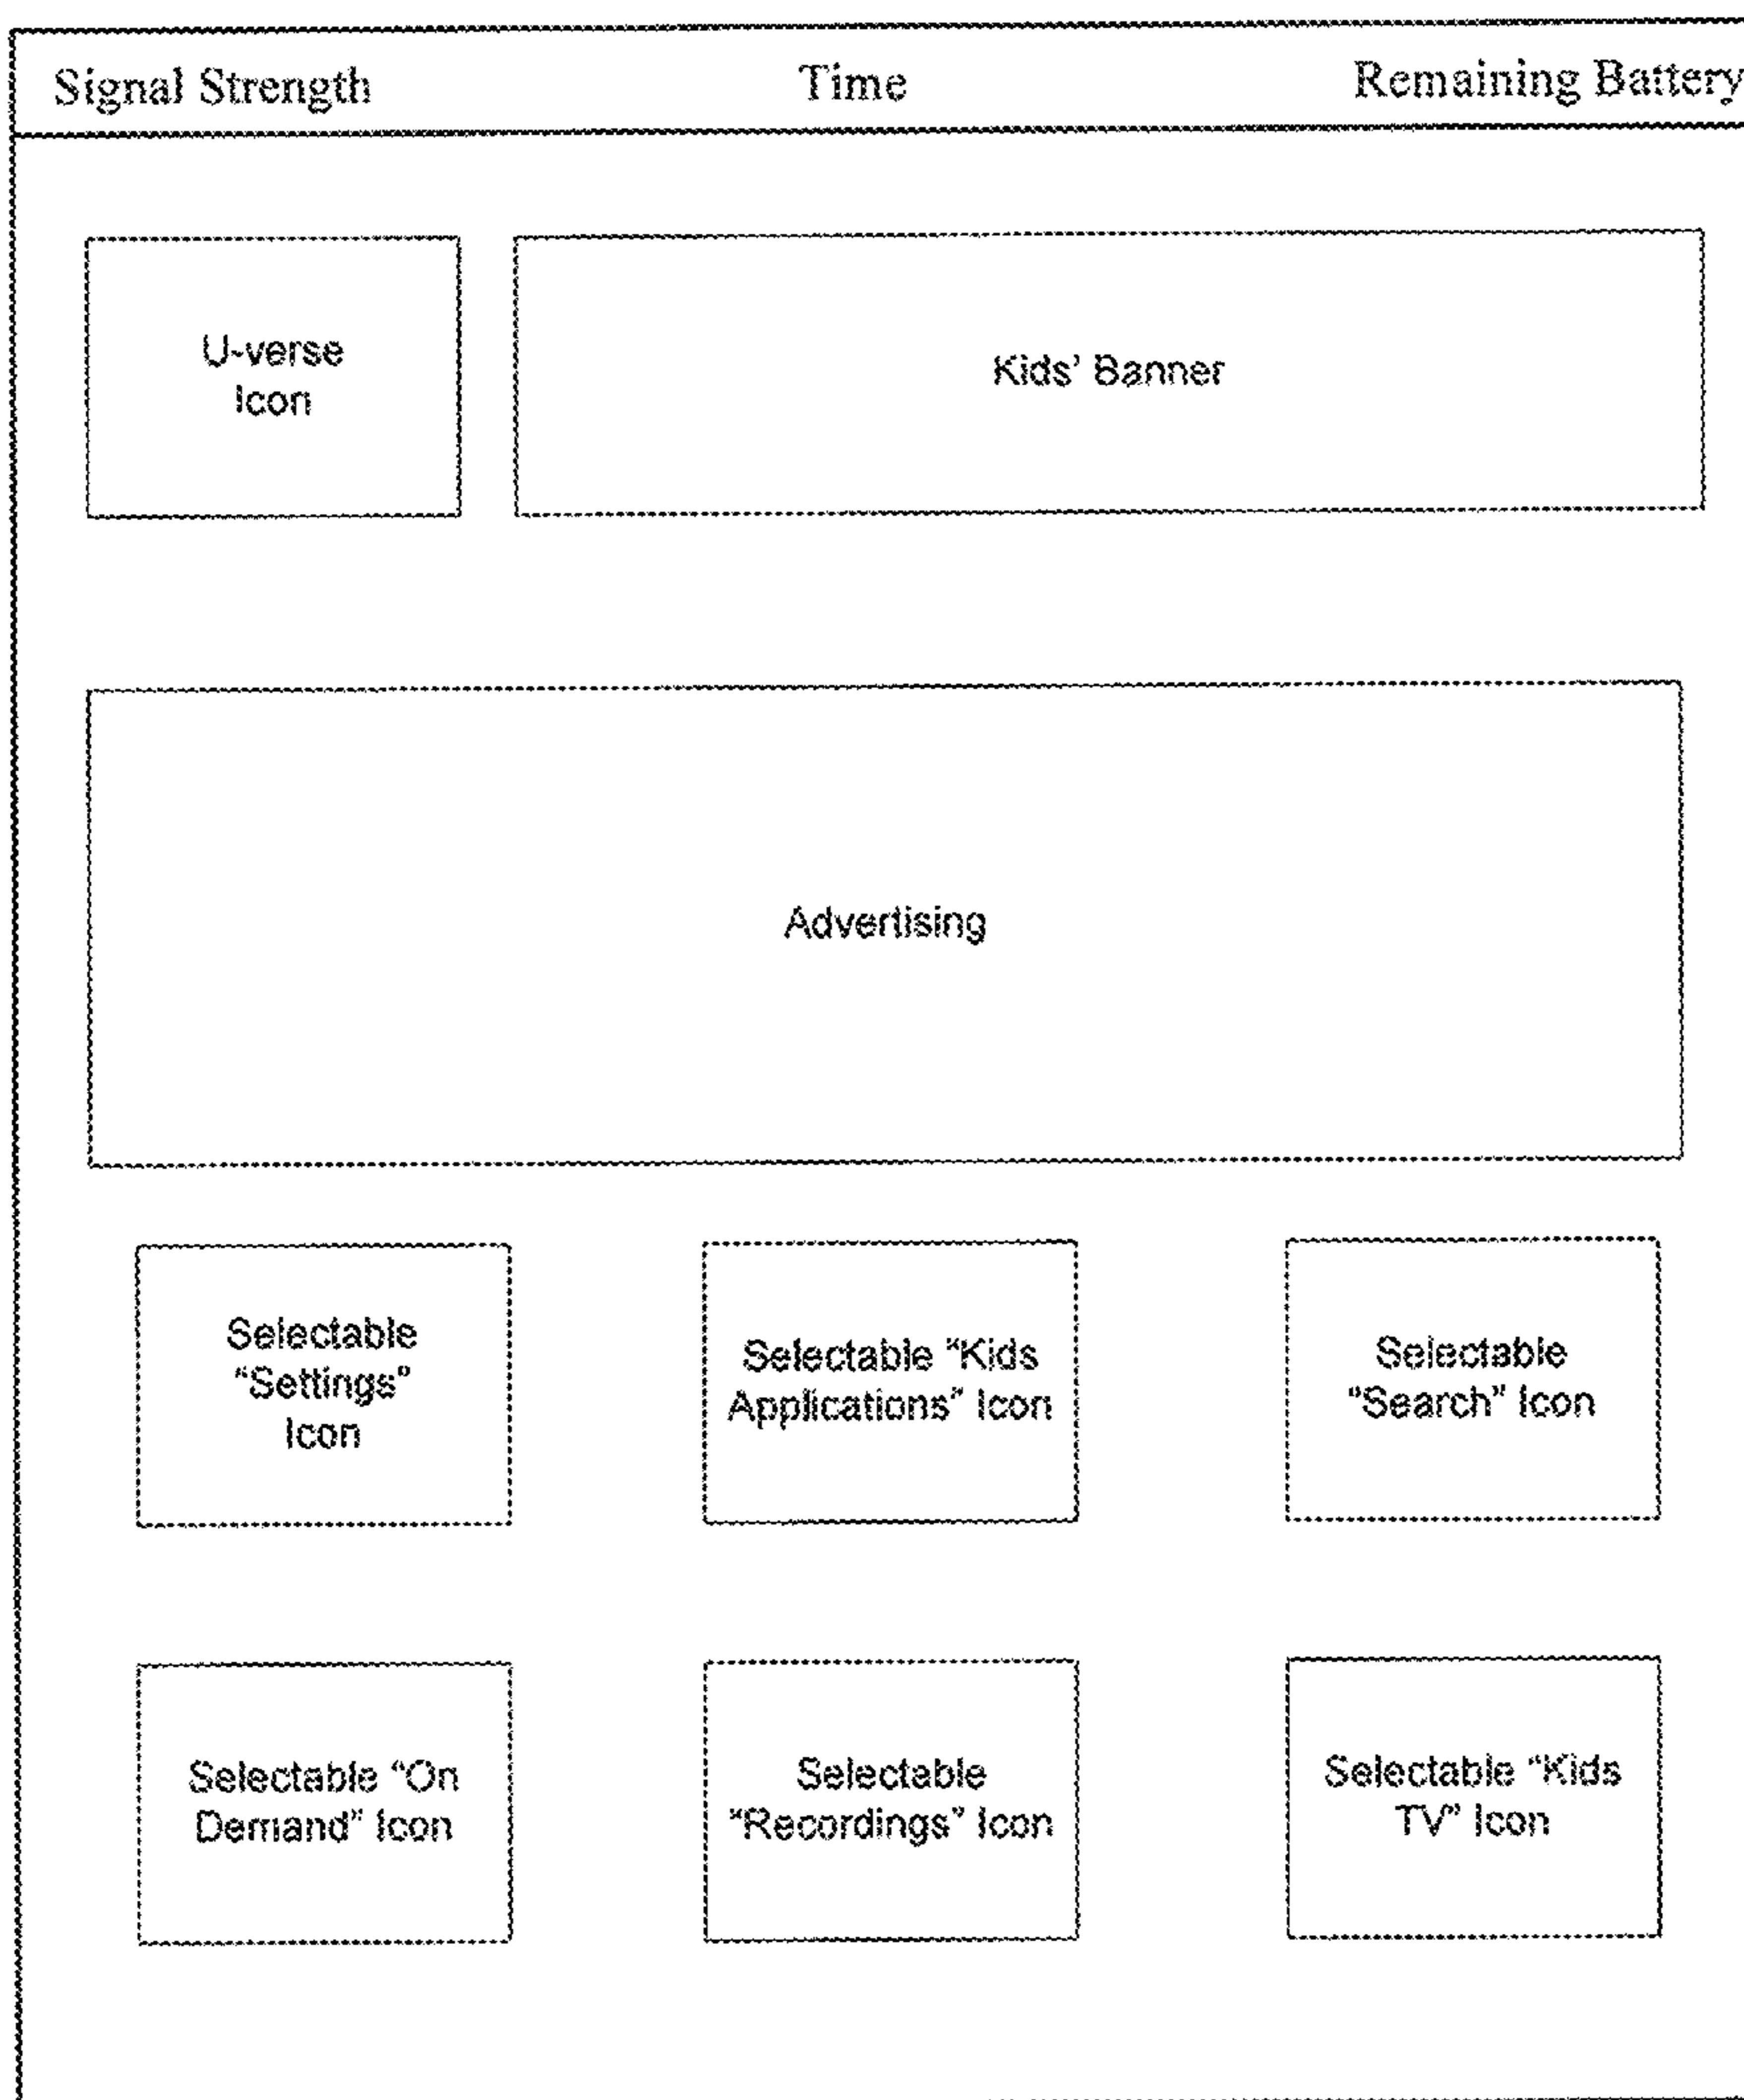 Signal Strength Time Remaining Battery
U-verse
Icon
Kids' Banner
Advertising
Selectable
"Settings"
Icon
Selectable "Kids
Applications" Icon
Selectable
"Search" Icon
Selectable "On
Demand" Icon
Selectable
"Recordings" Icon
Selectable "Kids
TV" Icon